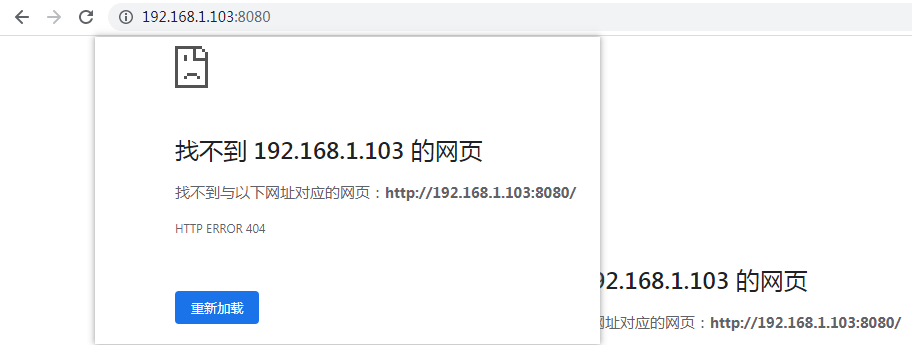 192.168.1.103:8080
找不到 192.168.1.103 的网页
找不到与以下网址对应的网页：http://192.168.1.103:8080/
HTTP ERROR 404
92.168.1.103 的网页
重新加载
网址对应的网页：http://192.168.1.103:8080/